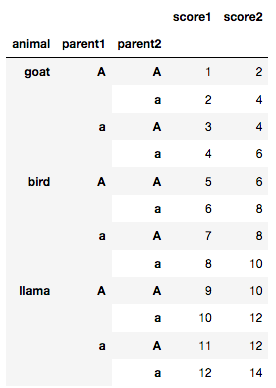 score1 score2
animal parent1 parent2
goat A A 1 2
a 2 4
a A 3 4
a 4 6
bird A A 5 6
a 6 8
a A 7 8
a 8 10
llama A A 9 10
a 10 12
a A 11 12
a 12 14